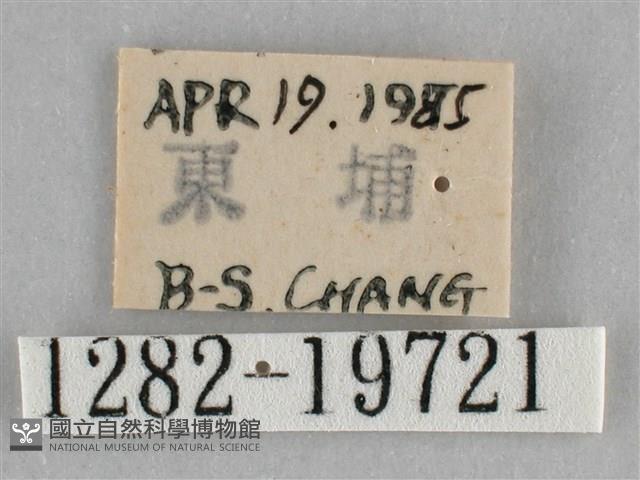 APR 19. 1985
東 埔
B-S. CHANG
1282-19721
國立自然科學博物館
NATIONAL MUSEUM OF NATURAL SCIENCE